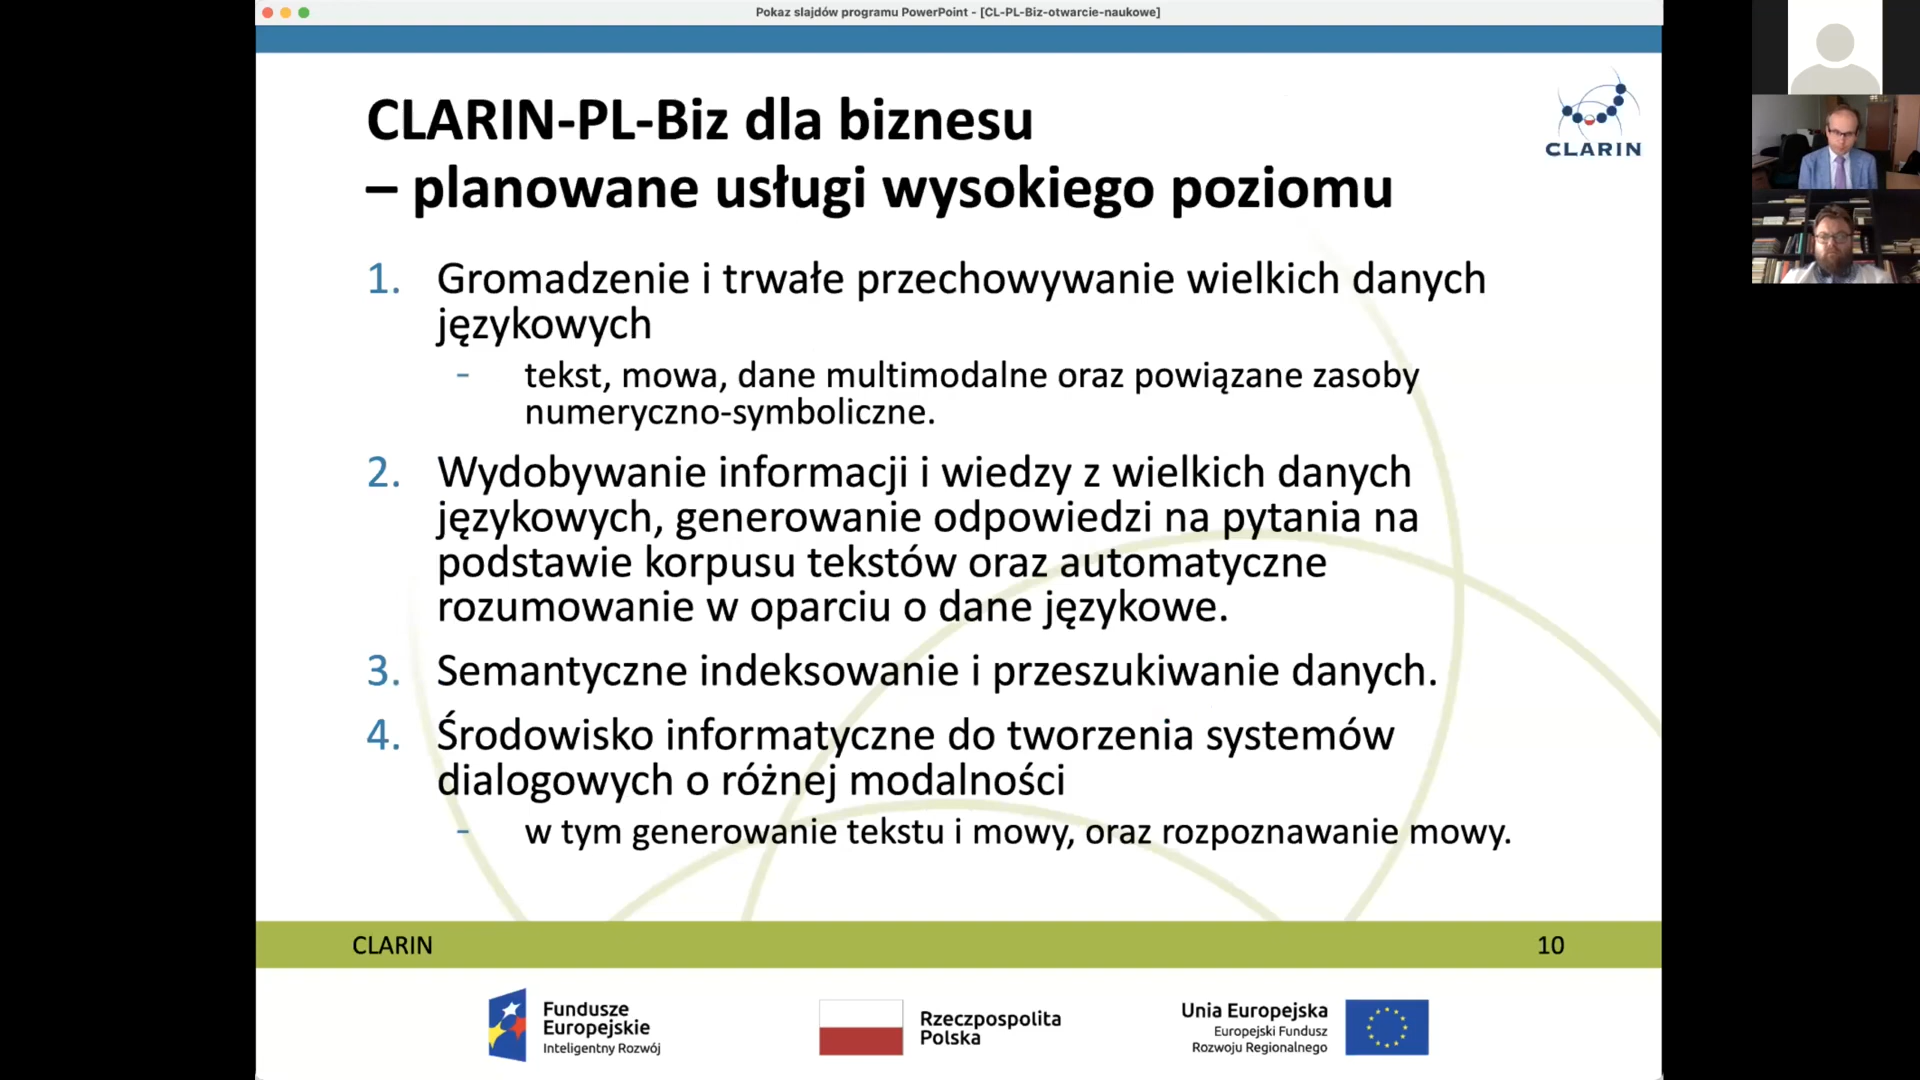 Pokaz slajdów programu PowerPoint - [CL-PL-Biz-otwarcie-naukowe]
CLARIN-PL-Biz dla biznesu
– planowane usługi wysokiego poziomu
CLARIN
1. Gromadzenie i trwałe przechowywanie wielkich danych
językowych
- tekst, mowa, dane multimodalne oraz powiązane zasoby
numeryczno-symboliczne.
2. Wydobywanie informacji i wiedzy z wielkich danych
językowych, generowanie odpowiedzi na pytania na
podstawie korpusu tekstów oraz automatyczne
rozumowanie w oparciu o dane językowe.
3. Semantyczne indeksowanie i przeszukiwanie danych.
4. Środowisko informatyczne do tworzenia systemów
dialogowych o różnej modalności
- w tym generowanie tekstu i mowy, oraz rozpoznawanie mowy.
CLARIN
10
Fundusze
Europejskie
Inteligentny Rozwój
Rzeczpospolita
Polska
Unia Europejska
Europejski Fundusz
Rozwoju Regionalnego